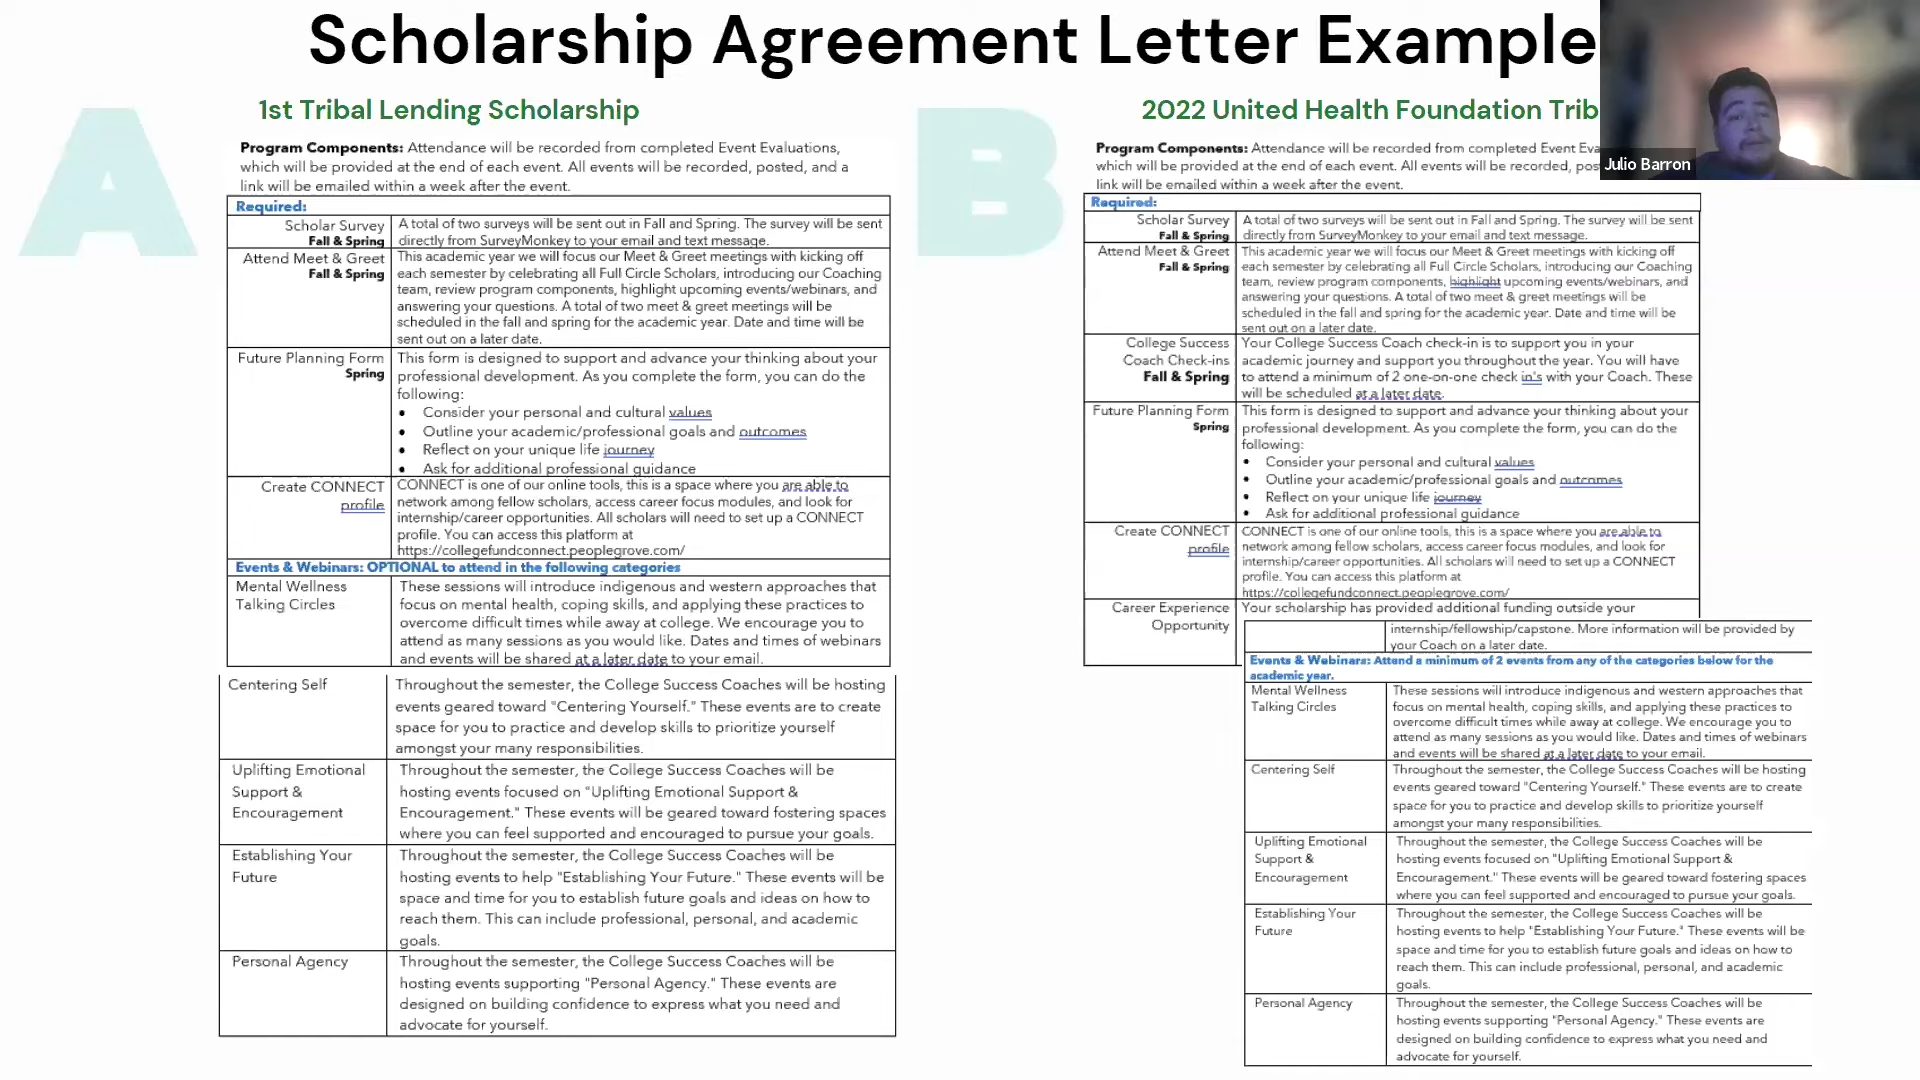 Scholarship Agreement Letter Example
A
1st Tribal Lending Scholarship
Program Components: Attendance will be recorded from completed Event Evaluations,
which will be provided at the end of each event. All events will be recorded, posted, and a
link will be emailed within a week after the event.
Required:
Scholar Survey
Fall & Spring
A total of two surveys will be sent out in Fall and Spring. The survey will be sent
directly from SurveyMonkey to your email and text message.
Attend Meet & Greet
Fall & Spring
This academic year we will focus our Meet & Greet meetings with kicking off
each semester by celebrating all Full Circle Scholars, introducing our Coaching
team, review program components, highlight upcoming events/webinars, and
answering your questions. A total of two meet & greet meetings will be
scheduled in the fall and spring for the academic year. Date and time will be
sent out on a later date.
Future Planning Form
Spring
This form is designed to support and advance your thinking about your
professional development. As you complete the form, you can do the
following:
• Consider your personal and cultural values
• Outline your academic/professional goals and outcomes
• Reflect on your unique life journey
• Ask for additional professional guidance
Create CONNECT
profile
CONNECT is one of our online tools, this is a space where you are able to
network among fellow scholars, access career focus modules, and look for
internship/career opportunities. All scholars will need to set up a CONNECT
profile. You can access this platform at
https://collegefundconnect.peoplegrove.com/
Events & Webinars: OPTIONAL to attend in the following categories
Mental Wellness
Talking Circles
These sessions will introduce indigenous and western approaches that
focus on mental health, coping skills, and applying these practices to
overcome difficult times while away at college. We encourage you to
attend as many sessions as you would like. Dates and times of webinars
and events will be shared at a later date to your email.
Centering Self
Throughout the semester, the College Success Coaches will be hosting
events geared toward "Centering Yourself." These events are to create
space for you to practice and develop skills to prioritize yourself
amongst your many responsibilities.
Uplifting Emotional
Support &
Encouragement
Throughout the semester, the College Success Coaches will be
hosting events focused on "Uplifting Emotional Support &
Encouragement." These events will be geared toward fostering spaces
where you can feel supported and encouraged to pursue your goals.
Establishing Your
Future
Throughout the semester, the College Success Coaches will be
hosting events to help "Establishing Your Future." These events will be
space and time for you to establish future goals and ideas on how to
reach them. This can include professional, personal, and academic
goals.
Personal Agency
Throughout the semester, the College Success Coaches will be
hosting events supporting "Personal Agency." These events are
designed on building confidence to express what you need and
advocate for yourself.
B
2022 United Health Foundation Trib
Program Components: Attendance will be recorded from completed Event Eva
which will be provided at the end of each event. All events will be recorded, pos
link will be emailed within a week after the event.
Required:
Scholar Survey
Fall & Spring
A total of two surveys will be sent out in Fall and Spring. The survey will be sent
directly from SurveyMonkey to your email and text message.
Attend Meet & Greet
Fall & Spring
This academic year we will focus our Meet & Greet meetings with kicking off
each semester by celebrating all Full Circle Scholars, introducing our Coaching
team, review program components, highlight upcoming events/webinars, and
answering your questions. A total of two meet & greet meetings will be
scheduled in the fall and spring for the academic year. Date and time will be
sent out on a later date.
College Success
Coach Check-ins
Fall & Spring
Your College Success Coach check-in is to support you in your
academic journey and support you throughout the year. You will have
to attend a minimum of 2 one-on-one check in's with your Coach. These
will be scheduled at a later date.
Future Planning Form
Spring
This form is designed to support and advance your thinking about your
professional development. As you complete the form, you can do the
following:
• Consider your personal and cultural values
• Outline your academic/professional goals and outcomes
• Reflect on your unique life journey
• Ask for additional professional guidance
Create CONNECT
profile
CONNECT is one of our online tools, this is a space where you are able to
network among fellow scholars, access career focus modules, and look for
internship/career opportunities. All scholars will need to set up a CONNECT
profile. You can access this platform at
https://collegefundconnect.peoplegrove.com/
Career Experience
Opportunity
Your scholarship has provided additional funding outside your
internship/fellowship/capstone. More information will be provided by
your Coach on a later date.
Events & Webinars: Attend a minimum of 2 events from any of the categories below for the
academic year.
Mental Wellness
Talking Circles
These sessions will introduce indigenous and western approaches that
focus on mental health, coping skills, and applying these practices to
overcome difficult times while away at college. We encourage you to
attend as many sessions as you would like. Dates and times of webinars
and events will be shared at a later date to your email.
Centering Self
Throughout the semester, the College Success Coaches will be hosting
events geared toward "Centering Yourself." These events are to create
space for you to practice and develop skills to prioritize yourself
amongst your many responsibilities.
Uplifting Emotional
Support &
Encouragement
Throughout the semester, the College Success Coaches will be
hosting events focused on "Uplifting Emotional Support &
Encouragement." These events will be geared toward fostering spaces
where you can feel supported and encouraged to pursue your goals.
Establishing Your
Future
Throughout the semester, the College Success Coaches will be
hosting events to help "Establishing Your Future." These events will be
space and time for you to establish future goals and ideas on how to
reach them. This can include professional, personal, and academic
goals.
Personal Agency
Throughout the semester, the College Success Coaches will be
hosting events supporting "Personal Agency." These events are
designed on building confidence to express what you need and
advocate for yourself.
Julio Barron